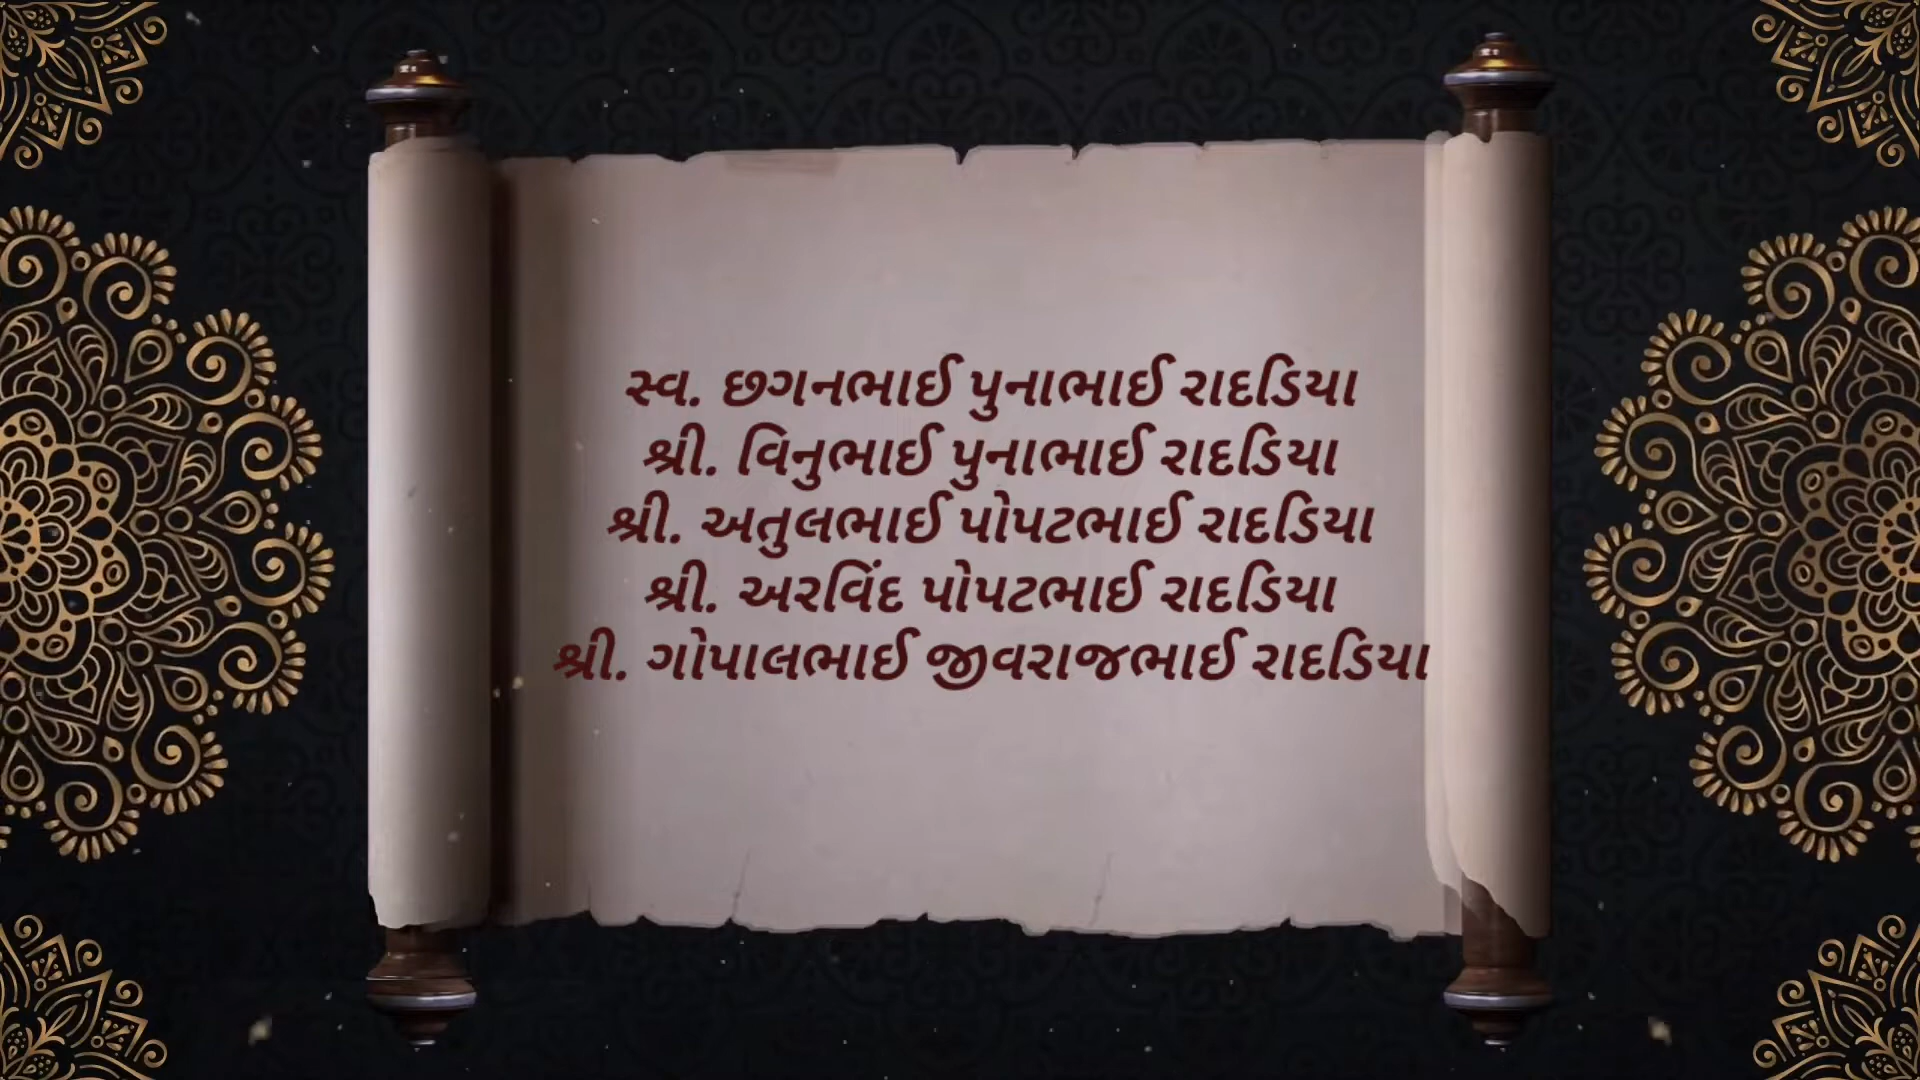 સ્વ. છગનભાઈ પુનાભાઈ રાદડિયા
શ્રી. વિનુભાઈ પુનાભાઈ રાદડિયા
શ્રી. અતુલભાઈ પોપટભાઈ રાદડિયા
શ્રી. અરવિંદ પોપટભાઈ રાદડિયા
શ્રી. ગોપાલભાઈ જીવરાજભાઈ રાદડિયા